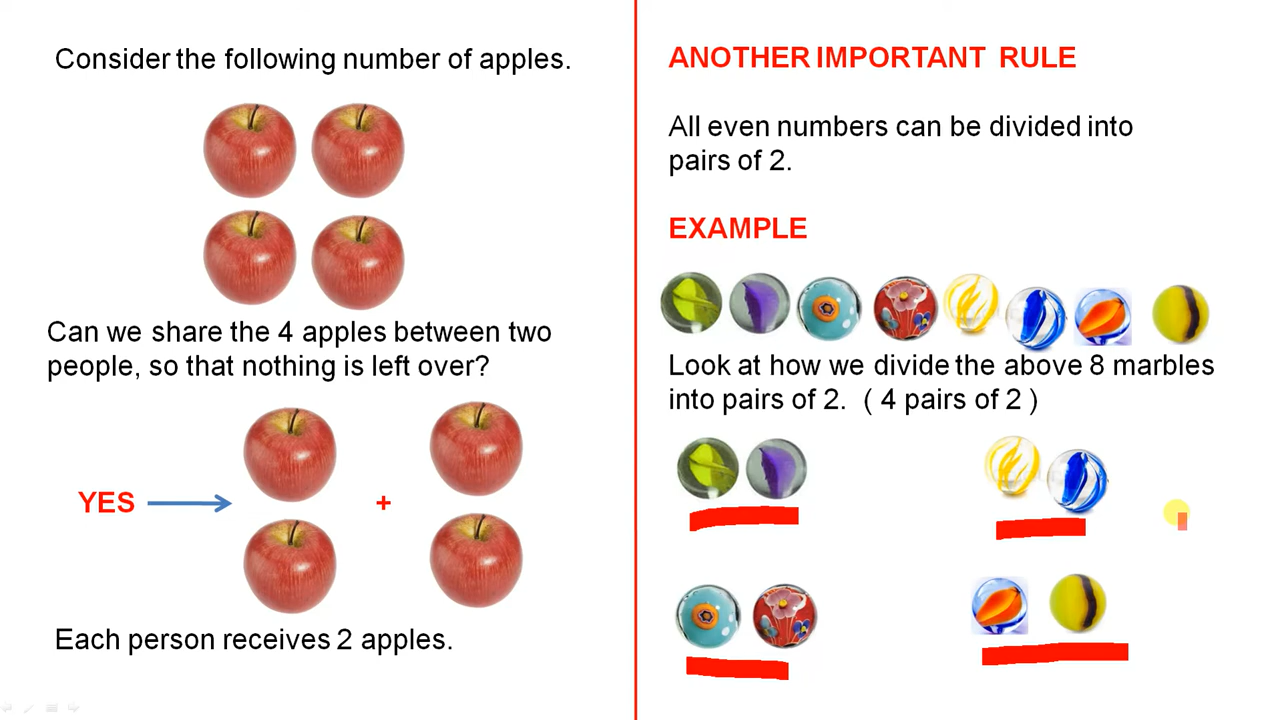 Consider the following number of apples.
Can we share the 4 apples between two
people, so that nothing is left over?
YES
+
Each person receives 2 apples.
ANOTHER IMPORTANT RULE
All even numbers can be divided into
pairs of 2.
EXAMPLE
Look at how we divide the above 8 marbles
into pairs of 2. ( 4 pairs of 2 )